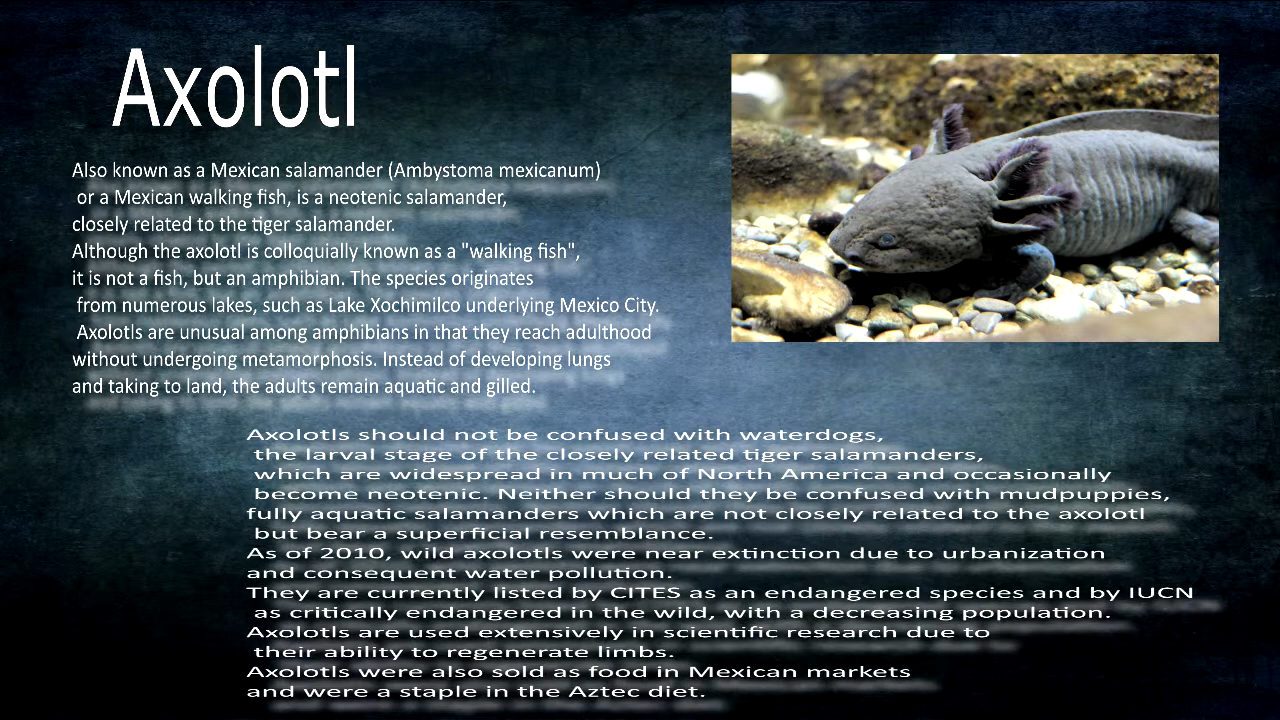 Axolotl
Also known as a Mexican salamander (Ambystoma mexicanum)
or a Mexican walking fish, is a neotenic salamander,
closely related to the tiger salamander.
Although the axolotl is colloquially known as a "walking fish",
it is not a fish, but an amphibian. The species originates
from numerous lakes, such as Lake Xochimilco underlying Mexico City.
Axolotls are unusual among amphibians in that they reach adulthood
without undergoing metamorphosis. Instead of developing lungs
and taking to land, the adults remain aquatic and gilled.
Axolotls should not be confused with waterdogs,
the larval stage of the closely related tiger salamanders,
which are widespread in much of North America and occasionally
become neotenic. Neither should they be confused with mudpuppies,
fully aquatic salamanders which are not closely related to the axolotl
but bear a superficial resemblance.
As of 2010, wild axolotls were near extinction due to urbanization
and consequent water pollution.
They are currently listed by CITES as an endangered species and by IUCN
as critically endangered in the wild, with a decreasing population.
Axolotls are used extensively in scientific research due to
their ability to regenerate limbs.
Axolotls were also sold as food in Mexican markets
and were a staple in the Aztec diet.